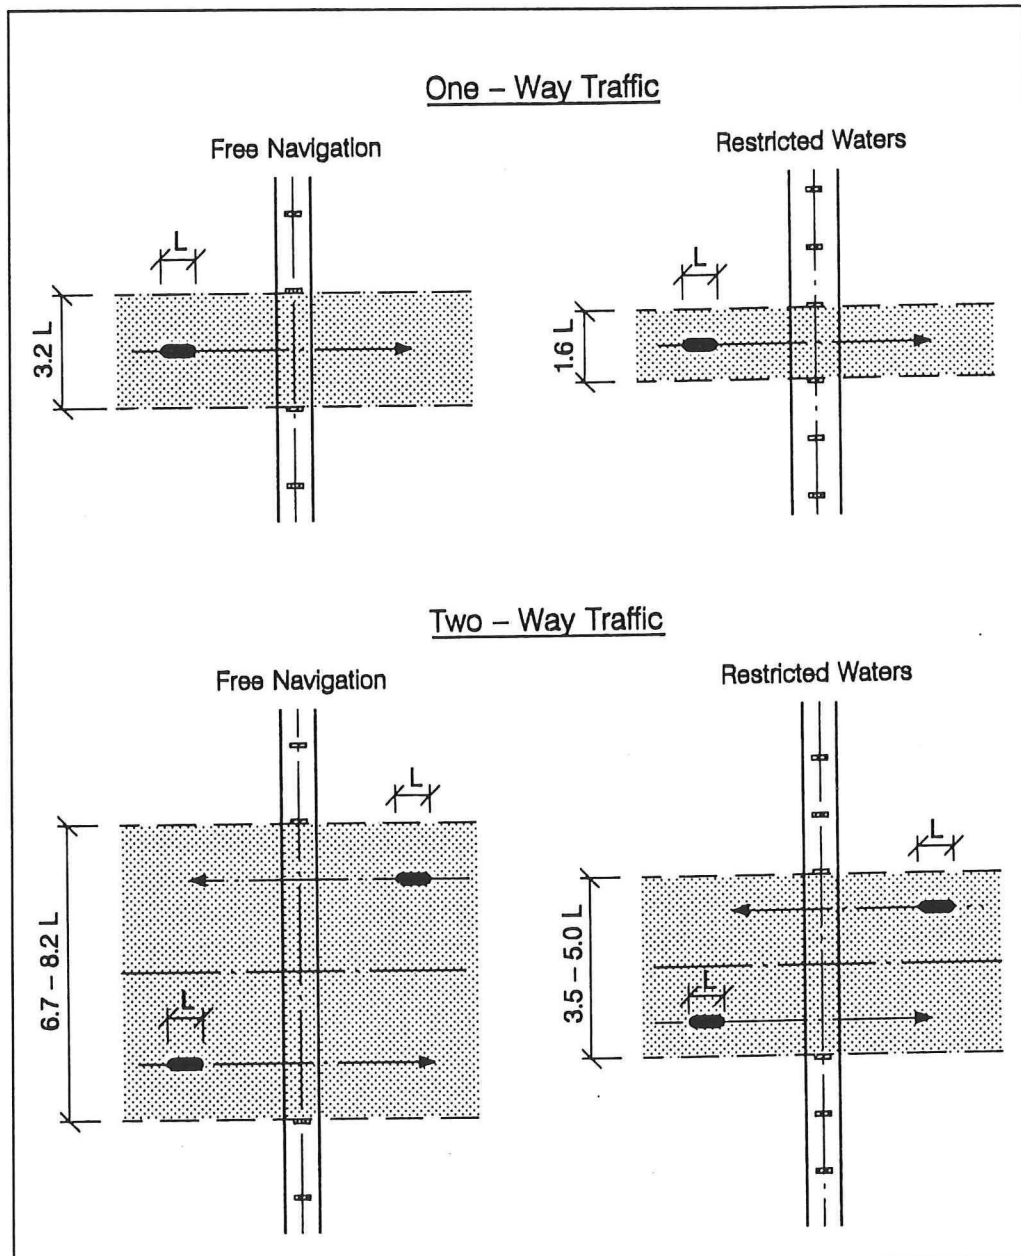 One – Way Traffic
Free Navigation
Restricted Waters
L
L
3.2 L
1.6 L
Two – Way Traffic
Free Navigation
Restricted Waters
L
L
6.7 – 8.2 L
3.5 – 5.0 L
L
L